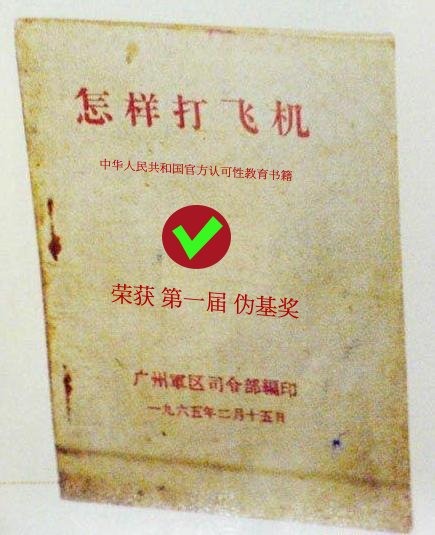 怎样打飞机
中华人民共和国官方认可性教育书籍
荣获 第一届 伪基奖
广州軍区司令部編印
一九六五年二月十五日